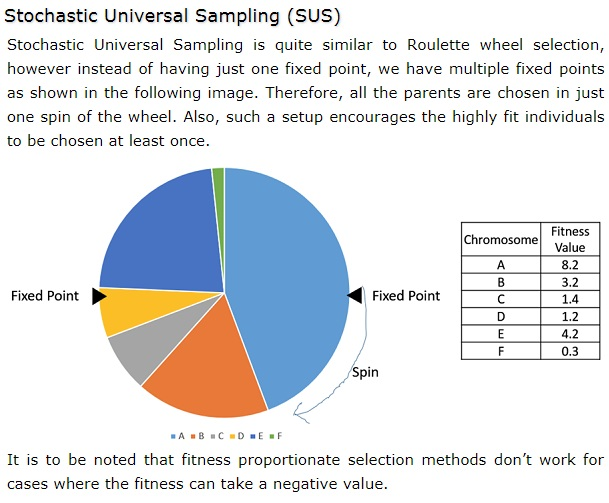 Stochastic Universal Sampling (SUS)
Stochastic Universal Sampling is quite similar to Roulette wheel selection,
however instead of having just one fixed point, we have multiple fixed points
as shown in the following image. Therefore, all the parents are chosen in just
one spin of the wheel. Also, such a setup encourages the highly fit individuals
to be chosen at least once.
Fixed Point
Fixed Point
Spin
A B C D E F
Chromosome Fitness Value
A 8.2
B 3.2
C 1.4
D 1.2
E 4.2
F 0.3
It is to be noted that fitness proportionate selection methods don't work for
cases where the fitness can take a negative value.